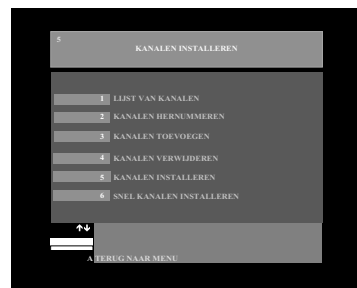 5
KANALEN INSTALLEREN
1 LIJST VAN KANALEN
2 KANALEN HERNUMMEREN
3 KANALEN TOEVOEGEN
4 KANALEN VERWIJDEREN
5 KANALEN INSTALLEREN
6 SNEL KANALEN INSTALLEREN
↑↓
A TERUG NAAR MENU